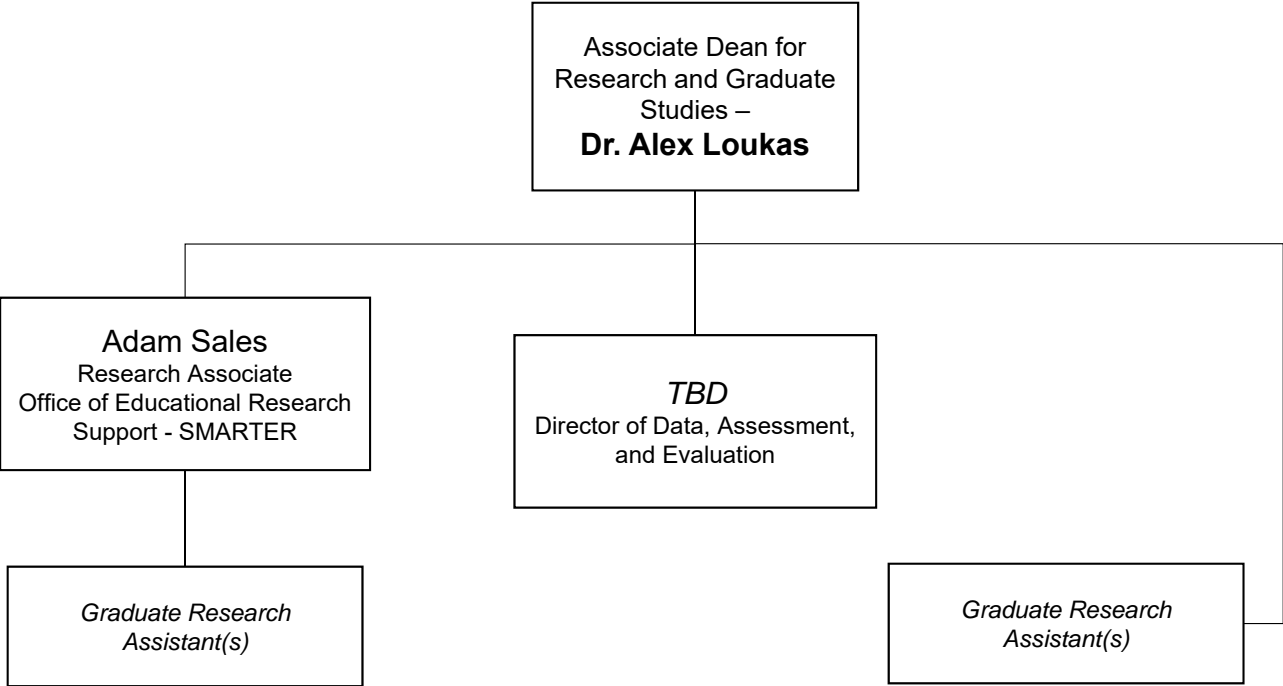 Associate Dean for
Research and Graduate
Studies –
Dr. Alex Loukas
Adam Sales
Research Associate
Office of Educational Research
Support - SMARTER
TBD
Director of Data, Assessment,
and Evaluation
Graduate Research
Assistant(s)
Graduate Research
Assistant(s)